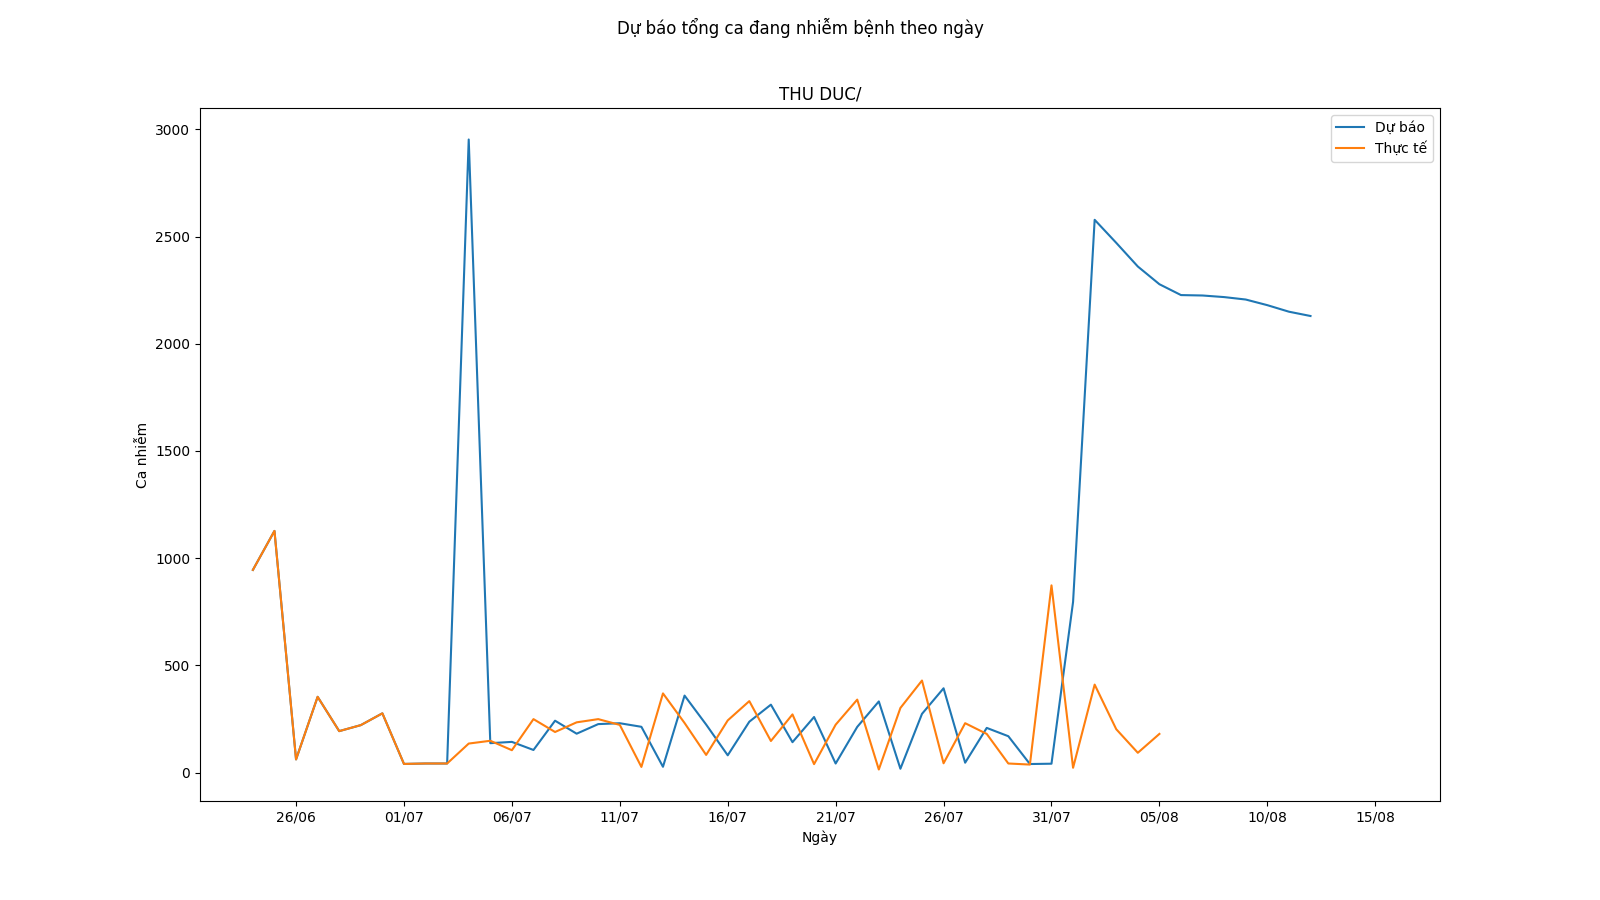 Dự báo tổng ca đang nhiễm bệnh theo ngày
THU DUC/
Dự báo
Thực tế
3000
2500
2000
1500
1000
500
0
Ca nhiễm
26/06 01/07 06/07 11/07 16/07 21/07 26/07 31/07 05/08 10/08 15/08
Ngày